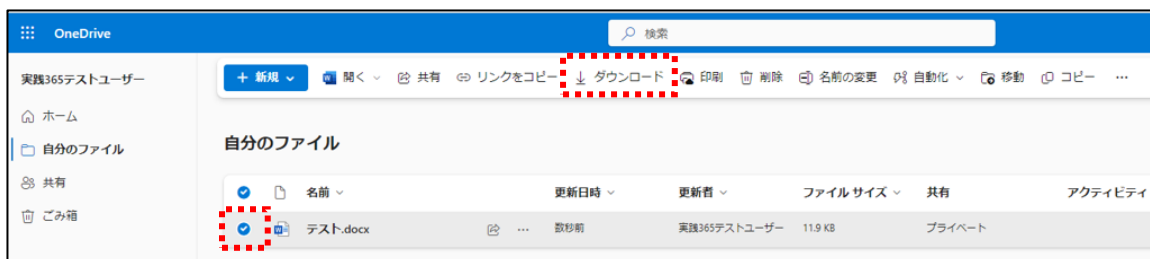 OneDrive
検索
実践365テストユーザー
+ 新規
開く
共有
リンクをコピー
ダウンロード
印刷
削除
名前の変更
自動化
移動
コピー
…
ホーム
自分のファイル
共有
ごみ箱
自分のファイル
名前 更新日時 更新者 ファイル サイズ 共有 アクティビティ
テスト.docx … 数秒前 実践365テストユーザー 11.9 KB プライベート